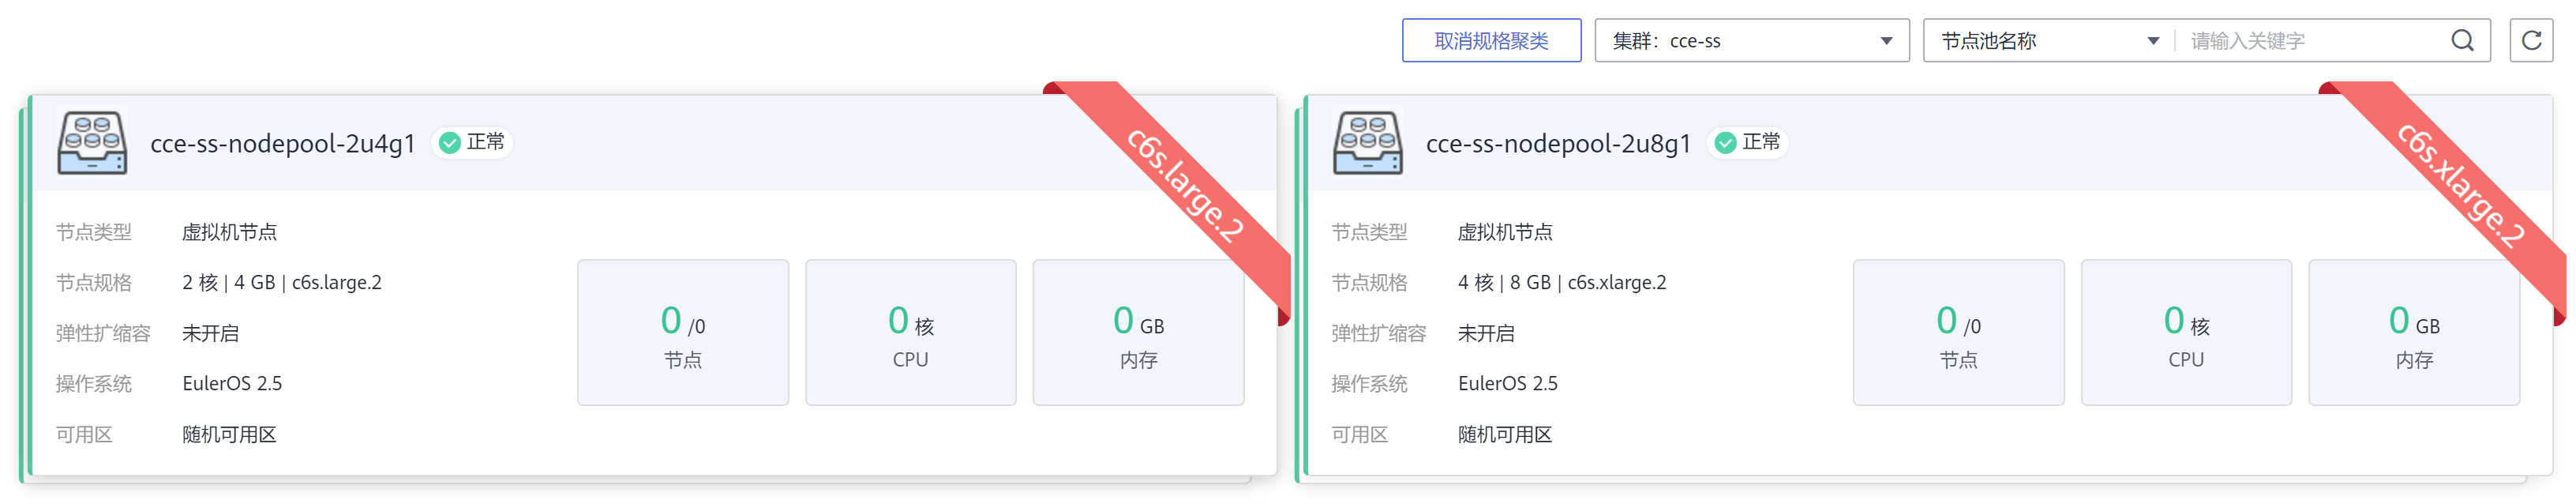 取消规格聚类
集群：cce-ss
节点池名称
请输入关键字
cce-ss-nodepool-2u4g1
正常
c6s.large.2
节点类型 虚拟机节点
节点规格 2 核 | 4 GB | c6s.large.2
弹性扩缩容 未开启
操作系统 EulerOS 2.5
可用区 随机可用区
0 /0
节点
0 核
CPU
0 GB
内存
cce-ss-nodepool-2u8g1
正常
c6s.xlarge.2
节点类型 虚拟机节点
节点规格 4 核 | 8 GB | c6s.xlarge.2
弹性扩缩容 未开启
操作系统 EulerOS 2.5
可用区 随机可用区
0 /0
节点
0 核
CPU
0 GB
内存